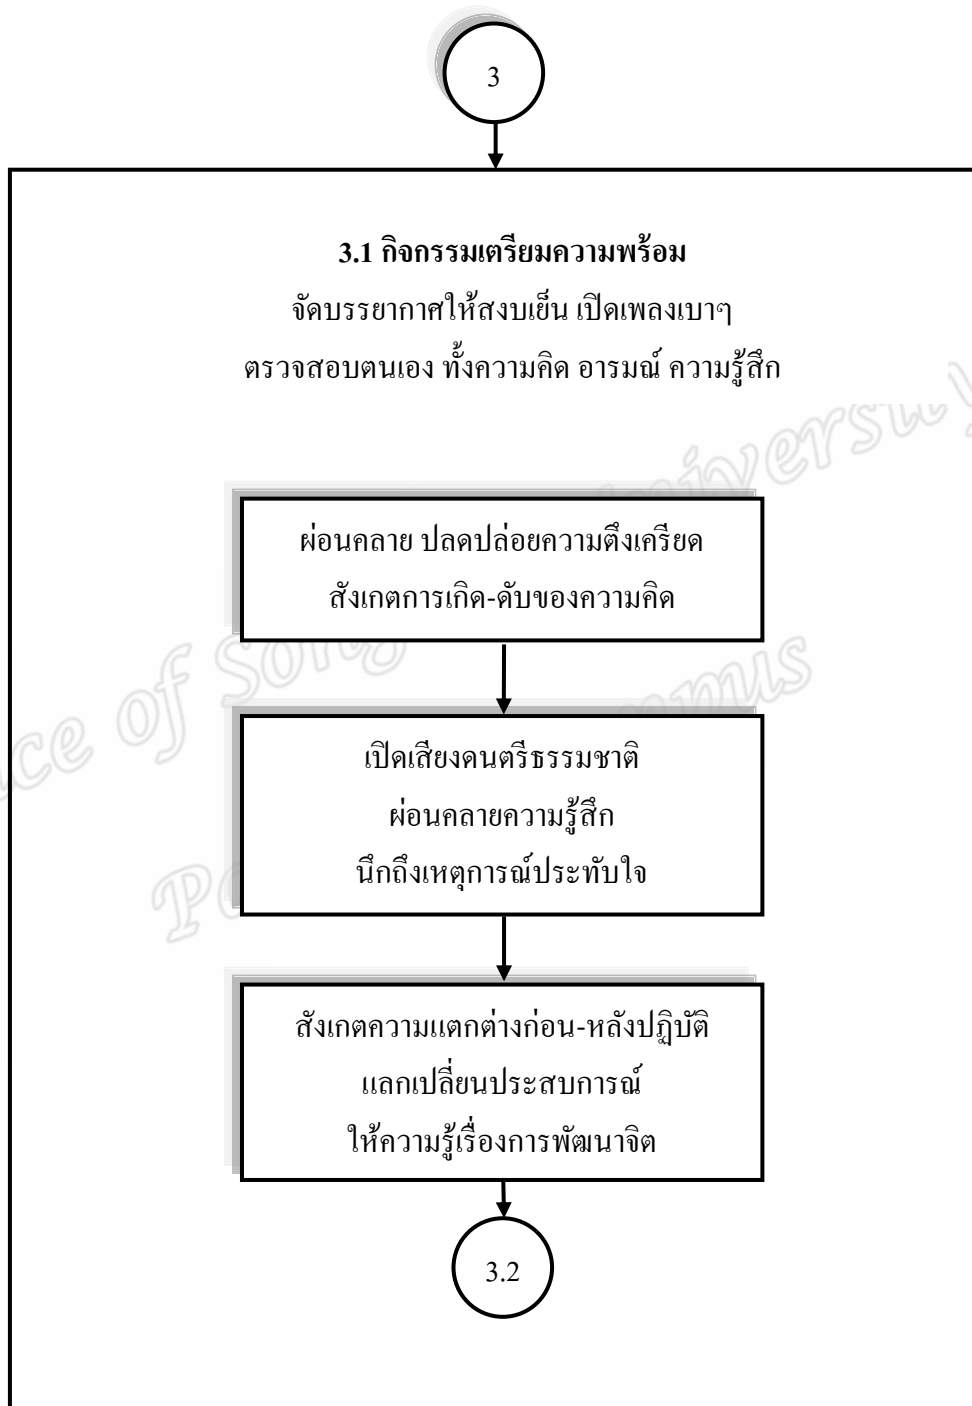 3
3.1 กิจกรรมเตรียมความพร้อม
จัดบรรยากาศให้สงบเย็น เปิดเพลงเบาๆ
ตรวจสอบตนเอง ทั้งความคิด อารมณ์ ความรู้สึก
ผ่อนคลาย ปลดปล่อยความตึงเครียด
สังเกตการเกิด-ดับของความคิด
เปิดเสียงดนตรีธรรมชาติ
ผ่อนคลายความรู้สึก
นึกถึงเหตุการณ์ประทับใจ
สังเกตความแตกต่างก่อน-หลังปฏิบัติ
แลกเปลี่ยนประสบการณ์
ให้ความรู้เรื่องการพัฒนาจิต
3.2